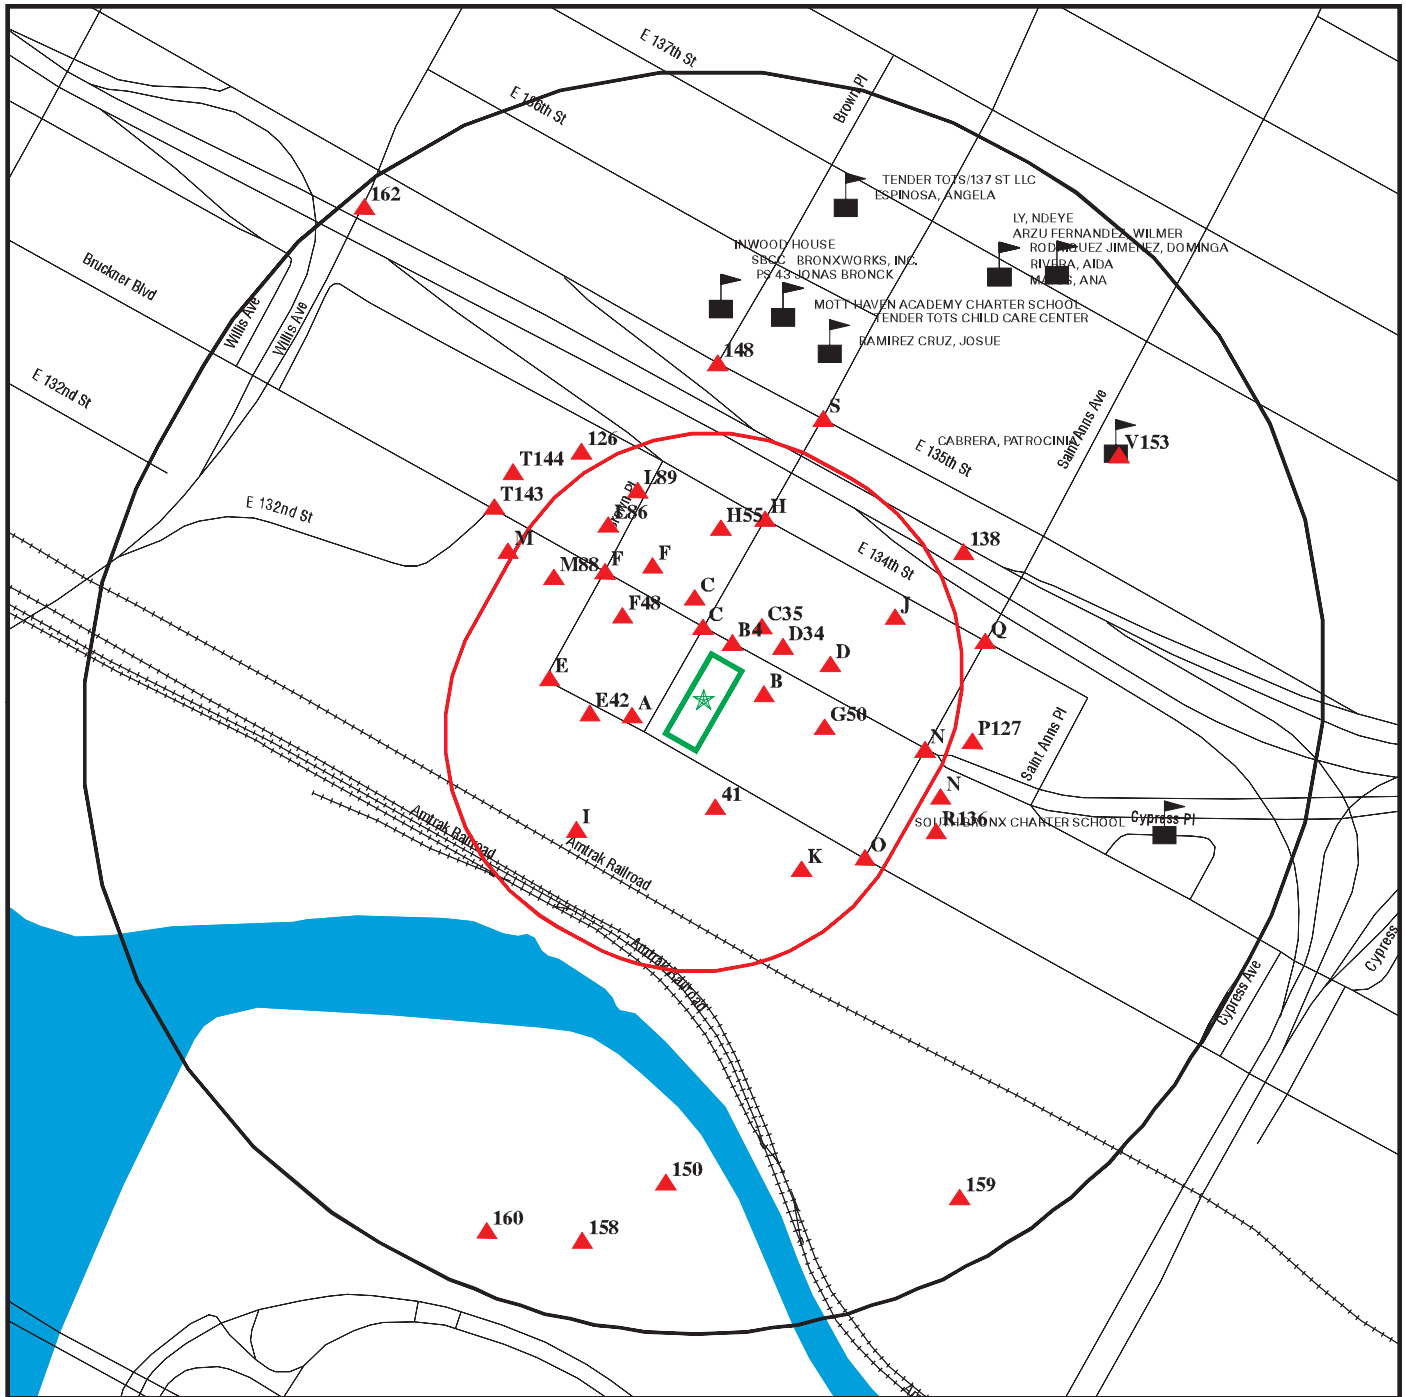 E 137th St
E 136th St
Brown Pl
TENDER TOTS/137 ST LLC
ESPINOSA, ANGELA
162
LY, NDEYE
ARZU FERNANDEZ, WILMER
RODRIQUEZ JIMENEZ, DOMINGA
RIVERA, AIDA
INWOOD HOUSE
SBCC BRONXWORKS, INC.
PS 43 JONAS BRONCK
Bruckner Blvd
MOTT HAVEN ACADEMY CHARTER SCHOOL
TENDER TOTS CHILD CARE CENTER
Willis Ave
Willis Ave
RAMIREZ CRUZ, JOSUE
148
E 132nd St
S
Saint Anns Ave
126
CABRERA, PATROCINIA
V153
T144
E 135th St
L89
T143
E 132nd St
Brown Pl
L86
H55
H
138
M
E 134th St
M88
F
F
C
F48
C
C35
J
B4
D34
Q
E
D
B
E42
A
G50
N
P127
Saint Anns Pl
N
41
R136
SOUTH BRONX CHARTER SCHOOL
Cypress Pl
I
Amtrak Railroad
Amtrak Railroad
K
O
Amtrak Railroad
Cypress
Cypress Ave
150
159
160
158